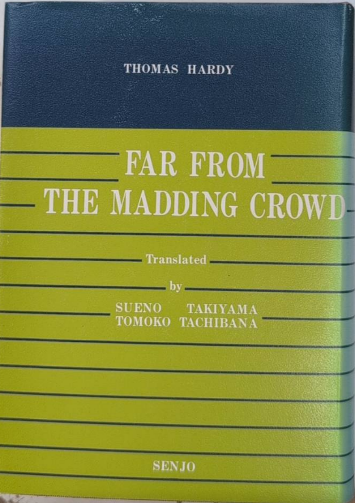 THOMAS HARDY
FAR FROM
THE MADDING CROWD
Translated
by
SUENO TAKIYAMA
TOMOKO TACHIBANA
SENJO